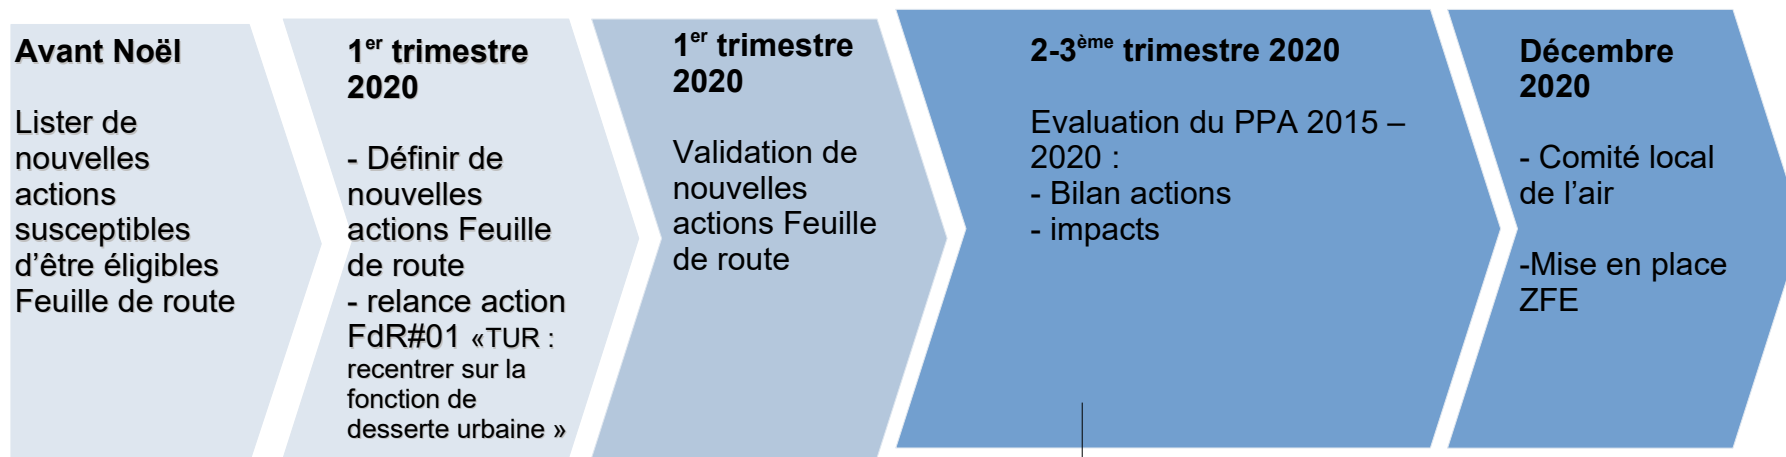 Avant Noël
Lister de
nouvelles
actions
susceptibles
d’être éligibles
Feuille de route
1er trimestre
2020
- Définir de
nouvelles
actions Feuille
de route
- relance action
FdR#01 «TUR :
recentrer sur la
fonction de
desserte urbaine »
1er trimestre
2020
Validation de
nouvelles
actions Feuille
de route
2-3ème trimestre 2020
Evaluation du PPA 2015 –
2020 :
- Bilan actions
- impacts
Décembre
2020
- Comité local
de l’air
-Mise en place
ZFE